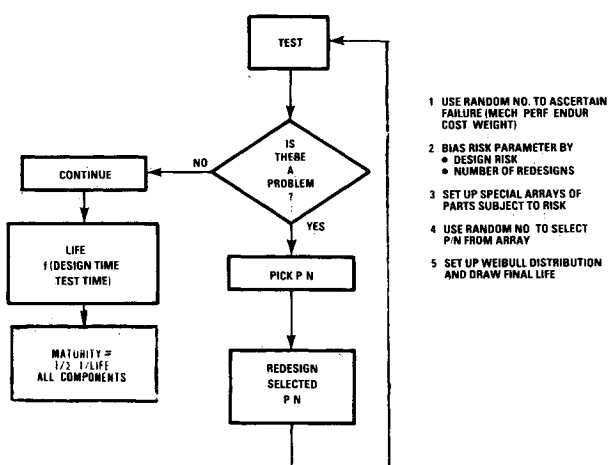 TEST
IS
THERE
A
PROBLEM
?
NO
YES
CONTINUE
LIFE
f (DESIGN TIME
TEST TIME)
MATURITY =
1/Σ 1/LIFE
ALL COMPONENTS
PICK P N
REDESIGN
SELECTED
P N
1 USE RANDOM NO. TO ASCERTAIN
FAILURE (MECH PERF ENDUR
COST WEIGHT)
2 BIAS RISK PARAMETER BY
• DESIGN RISK
• NUMBER OF REDESIGNS
3 SET UP SPECIAL ARRAYS OF
PARTS SUBJECT TO RISK
4 USE RANDOM NO TO SELECT
P/N FROM ARRAY
5 SET UP WEIBULL DISTRIBUTION
AND DRAW FINAL LIFE